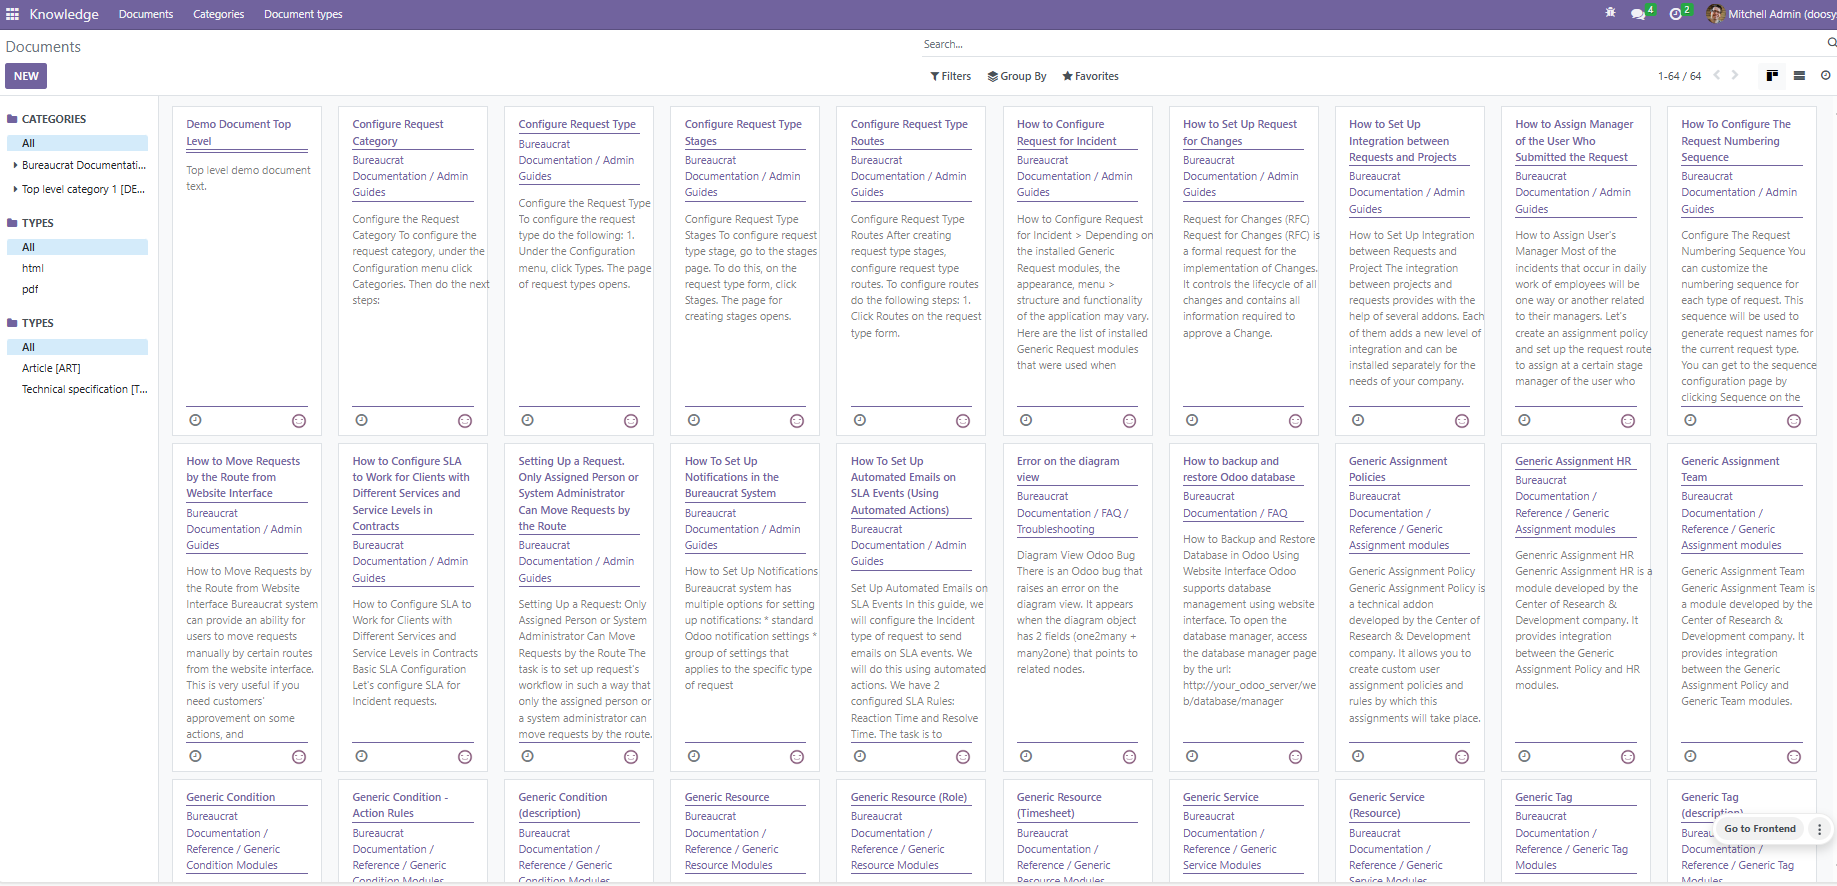 Knowledge Documents Categories Document types 4 2 Mitchell Admin (doosy
Documents
Search...
NEW
Filters Group By Favorites 1-64 / 64
CATEGORIES
All
Bureaucrat Documentati...
Top level category 1 [DE...
TYPES
All
html
pdf
TYPES
All
Article [ART]
Technical specification [T...
Demo Document Top
Level
Top level demo document
text.
Configure Request
Category
Bureaucrat
Documentation / Admin
Guides
Configure the Request
Category To configure the
request category, under the
Configuration menu click
Categories. Then do the next
steps:
Configure Request Type
Bureaucrat
Documentation / Admin
Guides
Configure the Request Type
To configure the request
type do the following: 1.
Under the Configuration
menu, click Types. The page
of request types opens.
Configure Request Type
Stages
Bureaucrat
Documentation / Admin
Guides
Configure Request Type
Stages To configure request
type stage, go to the stages
page. To do this, on the
request type form, click
Stages. The page for
creating stages opens.
Configure Request Type
Routes
Bureaucrat
Documentation / Admin
Guides
Configure Request Type
Routes After creating
request type stages,
configure request type
routes. To configure routes
do the following steps: 1.
Click Routes on the request
type form.
How to Configure
Request for Incident
Bureaucrat
Documentation / Admin
Guides
How to Configure Request
for Incident > Depending on
the installed Generic
Request modules, the
appearance, menu >
structure and functionality
of the application may vary.
Here are the list of installed
Generic Request modules
that were used when
How to Set Up Request
for Changes
Bureaucrat
Documentation / Admin
Guides
Request for Changes (RFC)
Request for Changes (RFC) is
a formal request for the
implementation of Changes.
It controls the lifecycle of all
changes and contains all
information required to
approve a Change.
How to Set Up
Integration between
Requests and Projects
Bureaucrat
Documentation / Admin
Guides
How to Set Up Integration
between Requests and
Project The integration
between projects and
requests provides with the
help of several addons. Each
of them adds a new level of
integration and can be
installed separately for the
needs of your company.
How to Assign Manager
of the User Who
Submitted the Request
Bureaucrat
Documentation / Admin
Guides
How to Assign User's
Manager Most of the
incidents that occur in daily
work of employees will be
one way or another related
to their managers. Let's
create an assignment policy
and set up the request route
to assign at a certain stage
manager of the user who
How To Configure The
Request Numbering
Sequence
Bureaucrat
Documentation / Admin
Guides
Configure The Request
Numbering Sequence You
can customize the
numbering sequence for
each type of request. This
sequence will be used to
generate request names for
the current request type.
You can get to the sequence
configuration page by
clicking Sequence on the
How to Move Requests
by the Route from
Website Interface
Bureaucrat
Documentation / Admin
Guides
How to Move Requests by
the Route from Website
Interface Bureaucrat system
can provide an ability for
users to move requests
manually by certain routes
from the website interface.
This is very useful if you
need customers'
approvement on some
actions, and
How to Configure SLA
to Work for Clients with
Different Services and
Service Levels in
Contracts
Bureaucrat
Documentation / Admin
Guides
How to Configure SLA to
Work for Clients with
Different Services and
Service Levels in Contracts
Basic SLA Configuration
Let's configure SLA for
Incident requests.
Setting Up a Request.
Only Assigned Person or
System Administrator
Can Move Requests by
the Route
Bureaucrat
Documentation / Admin
Guides
Setting Up a Request: Only
Assigned Person or System
Administrator Can Move
Requests by the Route The
task is to set up request's
workflow in such a way that
only the assigned person or
a system administrator can
move requests by the route.
How To Set Up
Notifications in the
Bureaucrat System
Bureaucrat
Documentation / Admin
Guides
How to Set Up Notifications
Bureaucrat system has
multiple options for setting
up notifications: * standard
Odoo notification settings *
group of settings that
applies to the specific type
of request
How To Set Up
Automated Emails on
SLA Events (Using
Automated Actions)
Bureaucrat
Documentation / Admin
Guides
Set Up Automated Emails on
SLA Events In this guide, we
will configure the Incident
type of request to send
emails on SLA events. We
will do this using automated
actions. We have 2
configured SLA Rules:
Reaction Time and Resolve
Time. The task is to
Error on the diagram
view
Bureaucrat
Documentation / FAQ /
Troubleshooting
Diagram View Odoo Bug
There is an Odoo bug that
raises an error on the
diagram view. It appears
when the diagram object
has 2 fields (one2many +
many2one) that points to
related nodes.
How to backup and
restore Odoo database
Bureaucrat
Documentation / FAQ
How to Backup and Restore
Database in Odoo Using
Website Interface Odoo
supports database
management using website
interface. To open the
database manager, access
the database manager page
by the url:
http://your_odoo_server/we
b/database/manager
Generic Assignment
Policies
Bureaucrat
Documentation /
Reference / Generic
Assignment modules
Generic Assignment Policy
Generic Assignment Policy is
a technical addon
developed by the Center of
Research & Development
company. It allows you to
create custom user
assignment policies and
rules by which this
assignments will take place.
Generic Assignment HR
Bureaucrat
Documentation /
Reference / Generic
Assignment modules
Genenric Assignment HR
Genenric Assignment HR is a
module developed by the
Center of Research &
Development company. It
provides integration
between the Generic
Assignment Policy and HR
modules.
Generic Assignment
Team
Bureaucrat
Documentation /
Reference / Generic
Assignment modules
Generic Assignment Team
Generic Assignment Team is
a module developed by the
Center of Research &
Development company. It
provides integration
between the Generic
Assignment Policy and
Generic Team modules.
Generic Condition
Bureaucrat
Documentation /
Reference / Generic
Condition Modules
Generic Condition -
Action Rules
Bureaucrat
Documentation /
Reference / Generic
Condition Modules
Generic Condition
(description)
Bureaucrat
Documentation /
Reference / Generic
Condition Modules
Generic Resource
Bureaucrat
Documentation /
Reference / Generic
Resource Modules
Generic Resource (Role)
Bureaucrat
Documentation /
Reference / Generic
Resource Modules
Generic Resource
(Timesheet)
Bureaucrat
Documentation /
Reference / Generic
Resource Modules
Generic Service
Bureaucrat
Documentation /
Reference / Generic
Service Modules
Generic Service
(Resource)
Bureaucrat
Documentation /
Reference / Generic
Service Modules
Generic Tag
Bureaucrat
Documentation /
Reference / Generic Tag
Modules
Generic Tag
(description)
Documentation /
Reference / Generic Tag
Modules
Go to Frontend